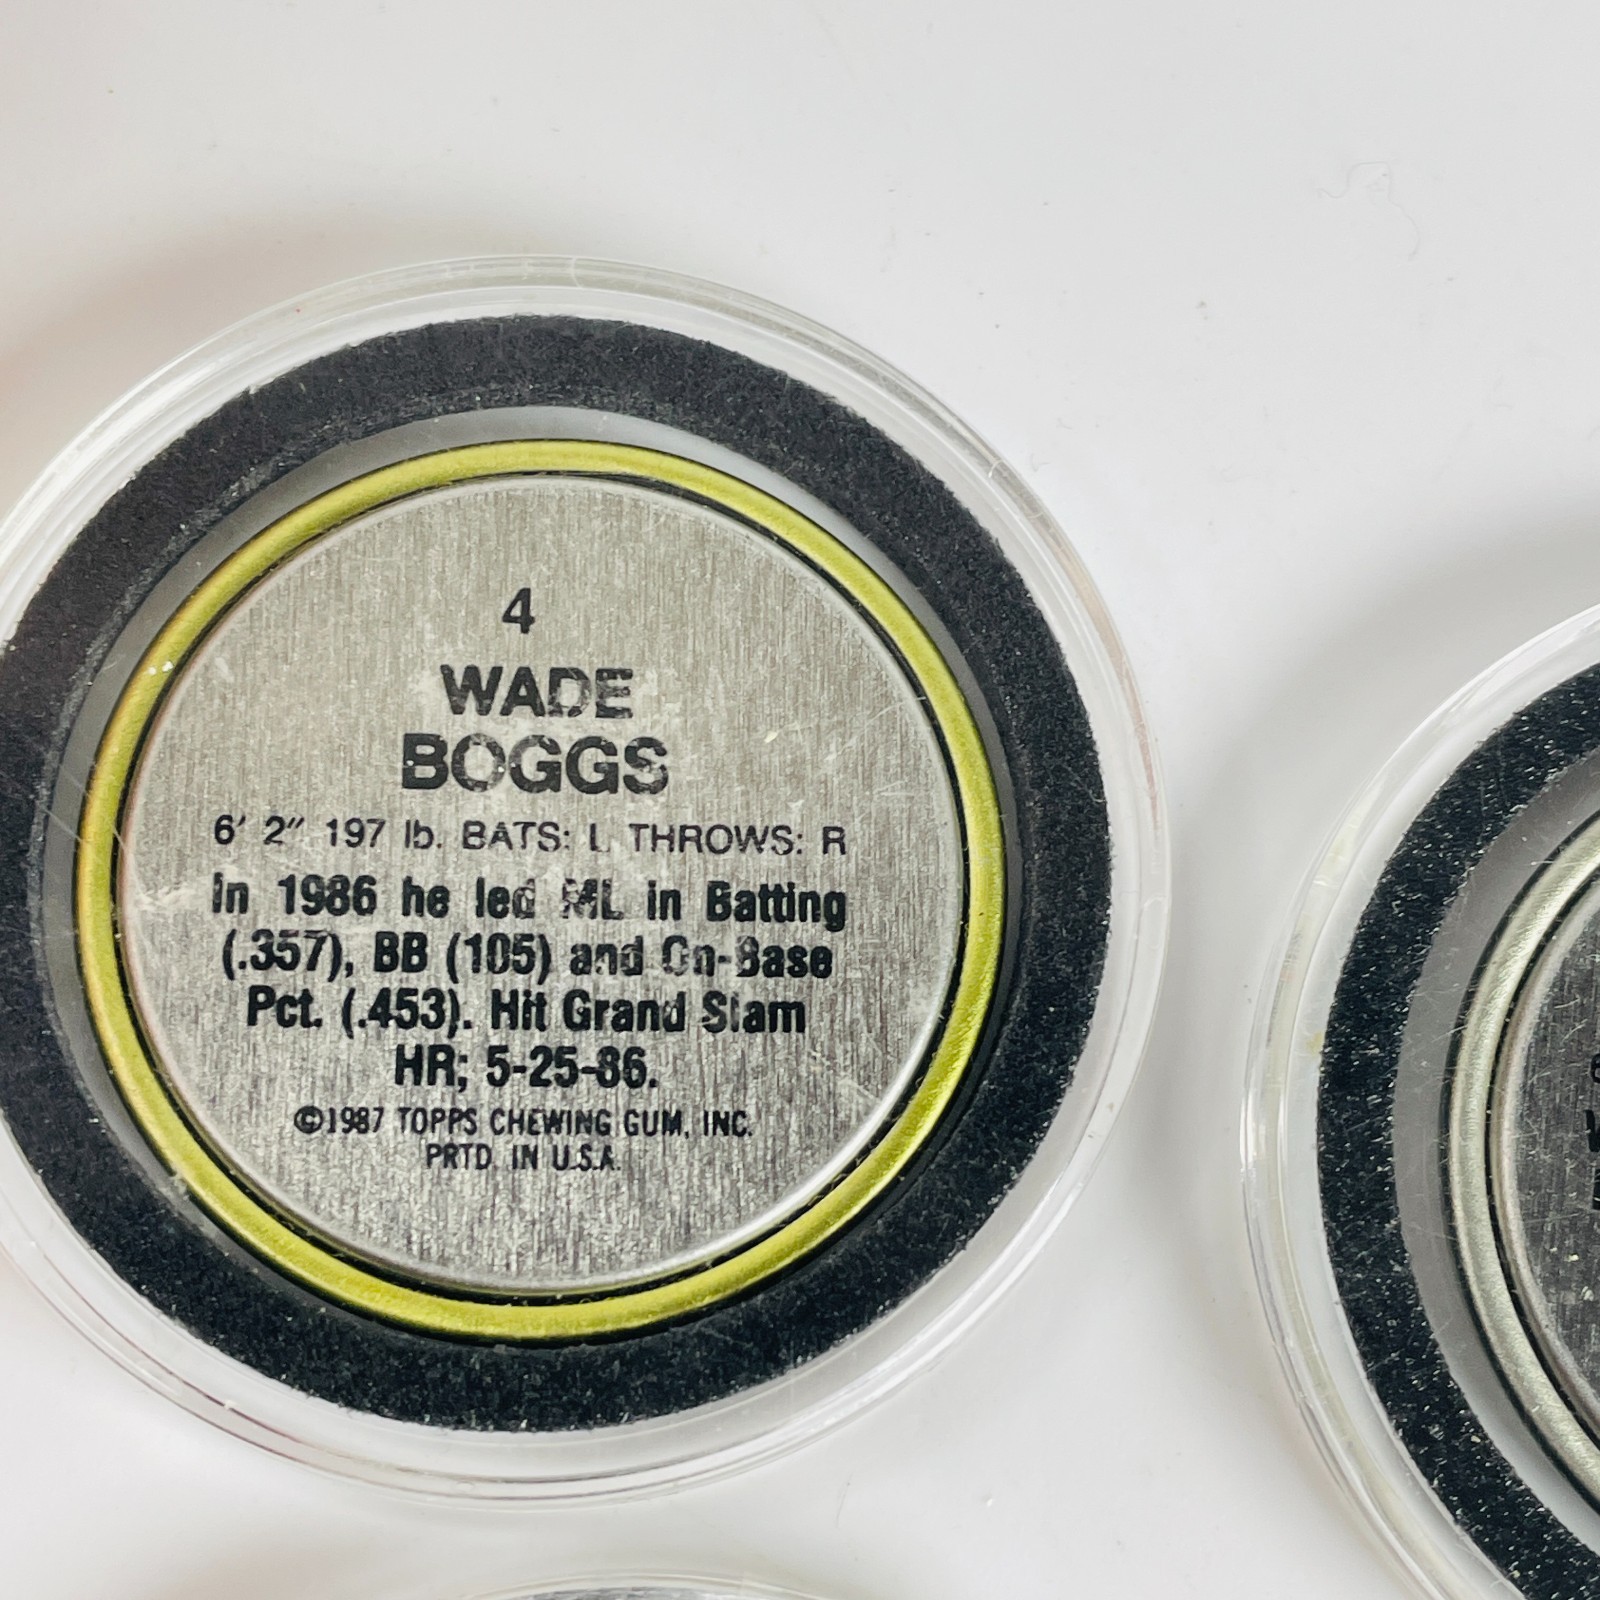 4
WADE
BOGGS
6' 2" 197 lb. BATS: L THROWS: R
In 1986 he led ML in Batting
(.357), BB (105) and On-Base
Pct. (.453). Hit Grand Slam
HR; 5-25-86.
©1987 TOPPS CHEWING GUM, INC.
PRTD. IN U.S.A.